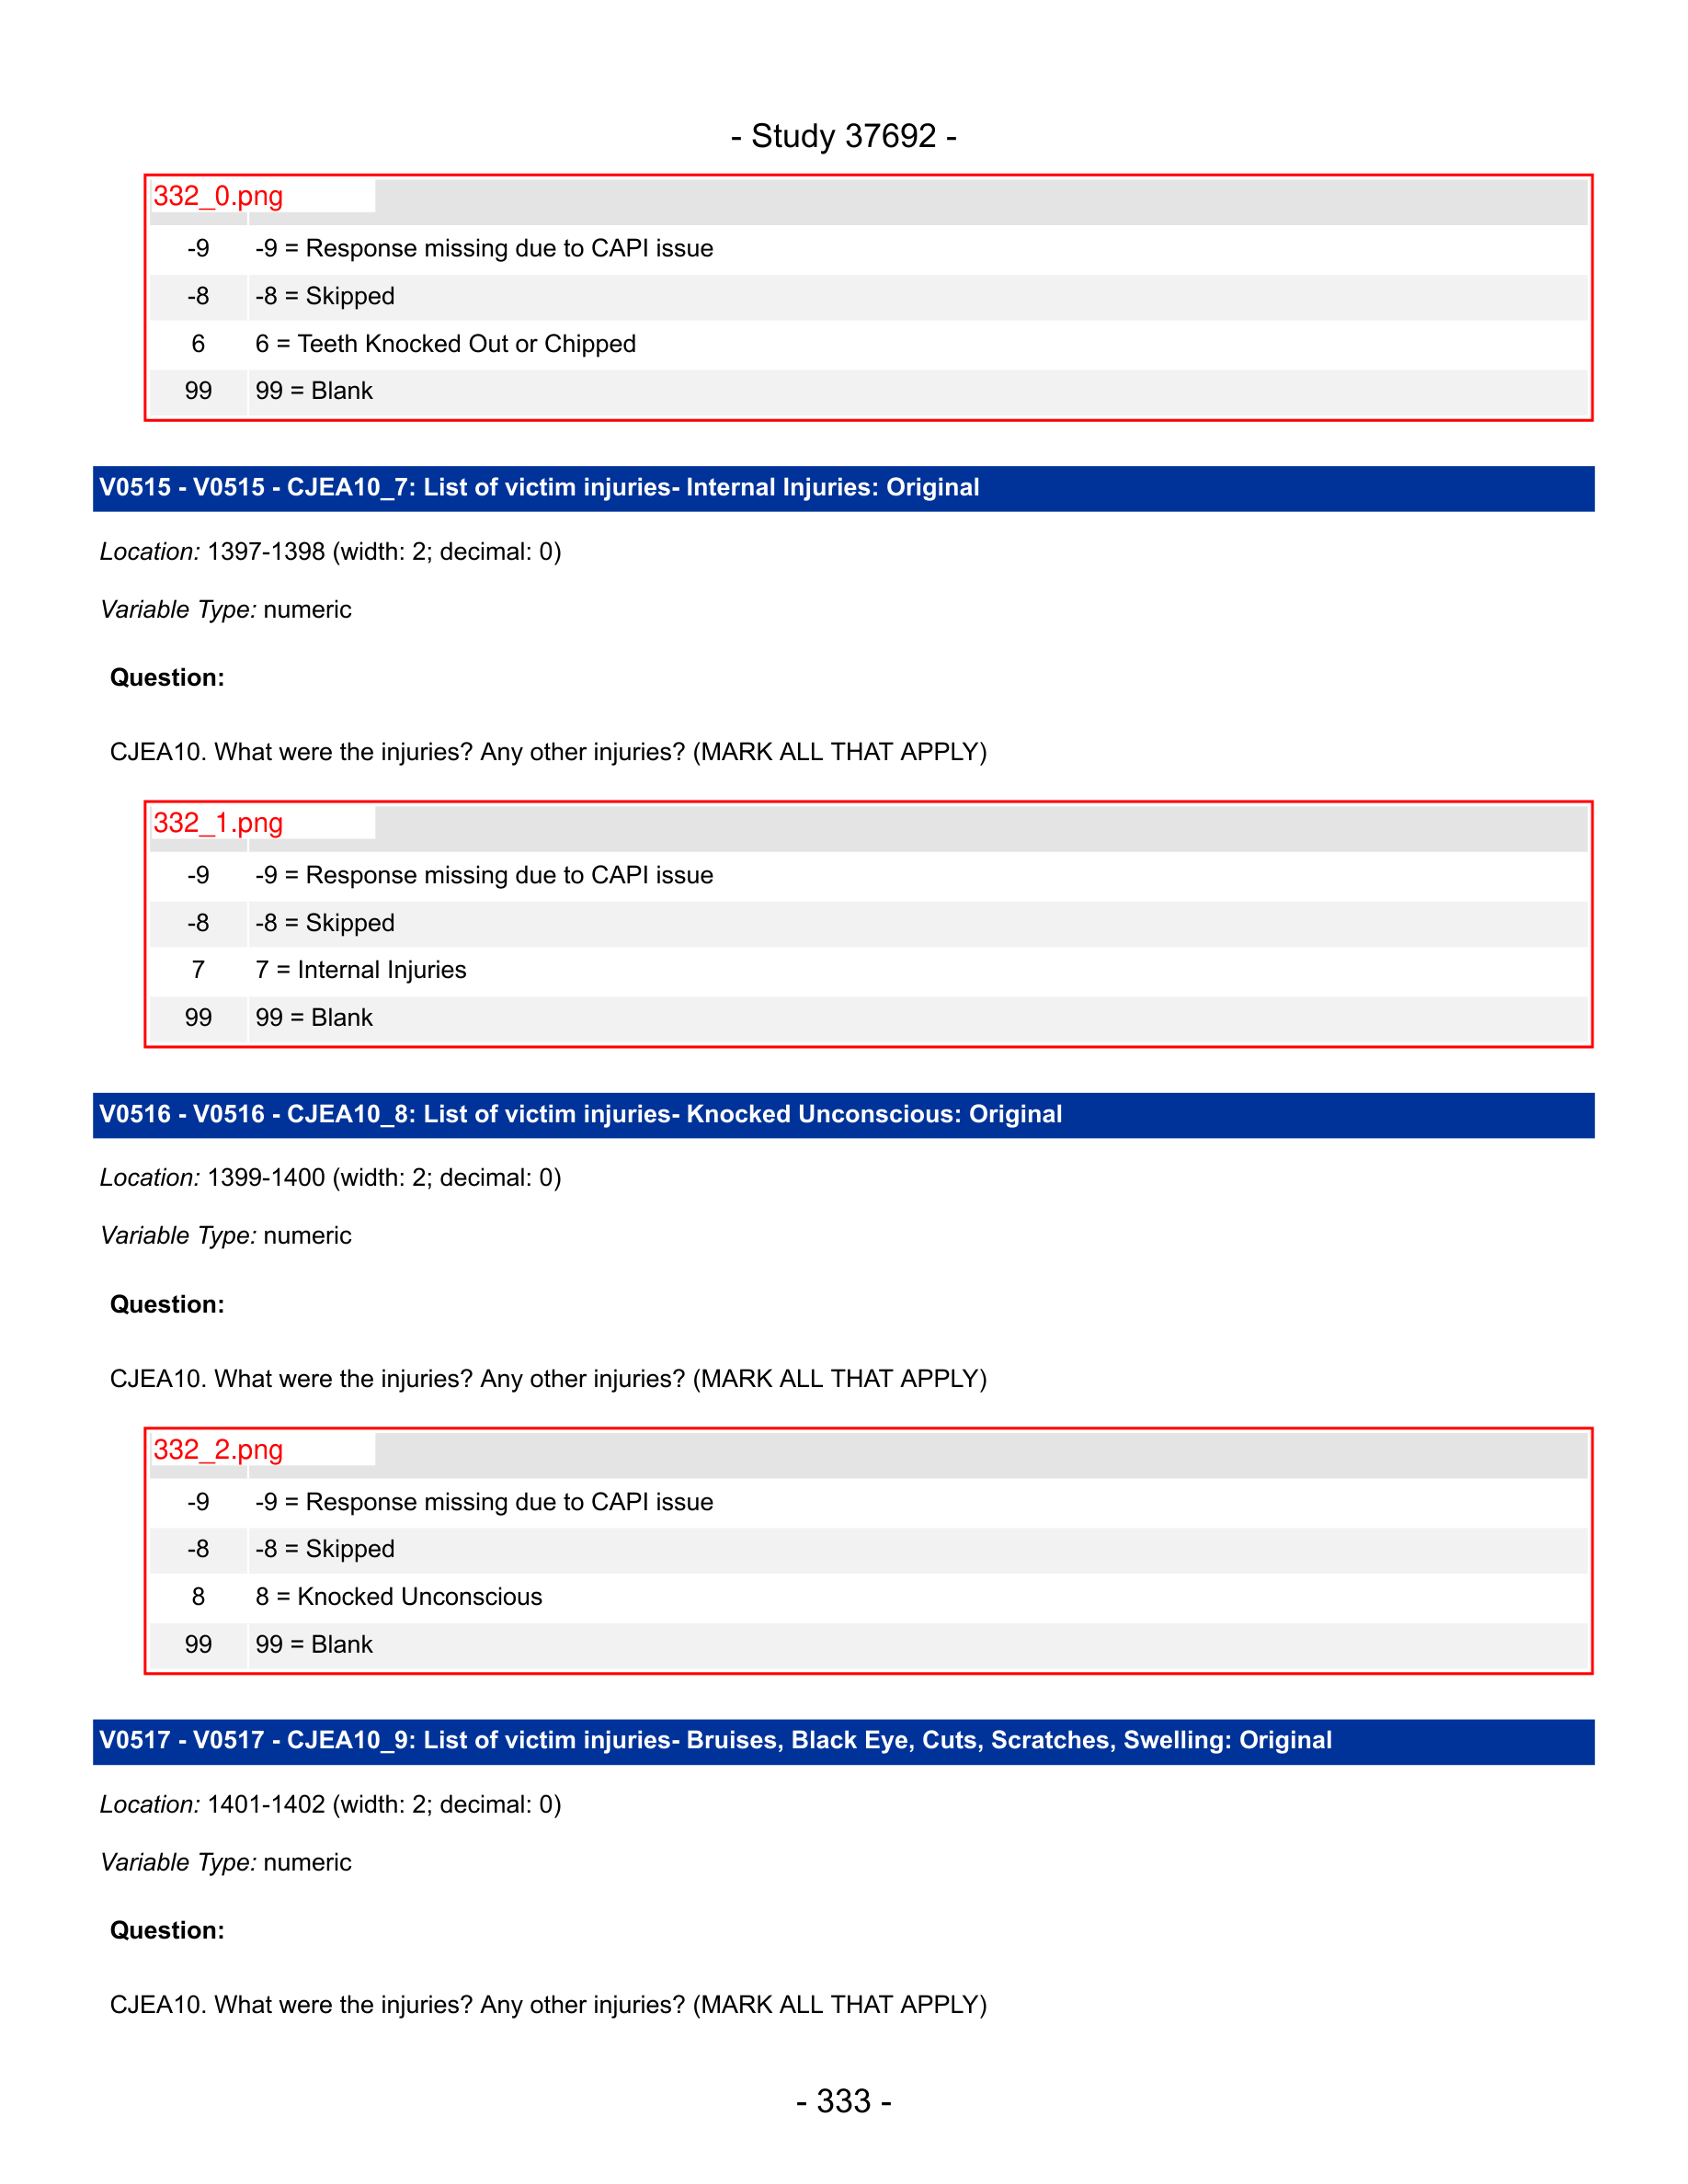 - Study 37692 -
332_0.png
-9 -9 = Response missing due to CAPI issue
-8 -8 = Skipped
6 6 = Teeth Knocked Out or Chipped
99 99 = Blank
V0515 - V0515 - CJEA10_7: List of victim injuries- Internal Injuries: Original
Location: 1397-1398 (width: 2; decimal: 0)
Variable Type: numeric
Question:
CJEA10. What were the injuries? Any other injuries? (MARK ALL THAT APPLY)
332_1.png
-9 -9 = Response missing due to CAPI issue
-8 -8 = Skipped
7 7 = Internal Injuries
99 99 = Blank
V0516 - V0516 - CJEA10_8: List of victim injuries- Knocked Unconscious: Original
Location: 1399-1400 (width: 2; decimal: 0)
Variable Type: numeric
Question:
CJEA10. What were the injuries? Any other injuries? (MARK ALL THAT APPLY)
332_2.png
-9 -9 = Response missing due to CAPI issue
-8 -8 = Skipped
8 8 = Knocked Unconscious
99 99 = Blank
V0517 - V0517 - CJEA10_9: List of victim injuries- Bruises, Black Eye, Cuts, Scratches, Swelling: Original
Location: 1401-1402 (width: 2; decimal: 0)
Variable Type: numeric
Question:
CJEA10. What were the injuries? Any other injuries? (MARK ALL THAT APPLY)
- 333 -